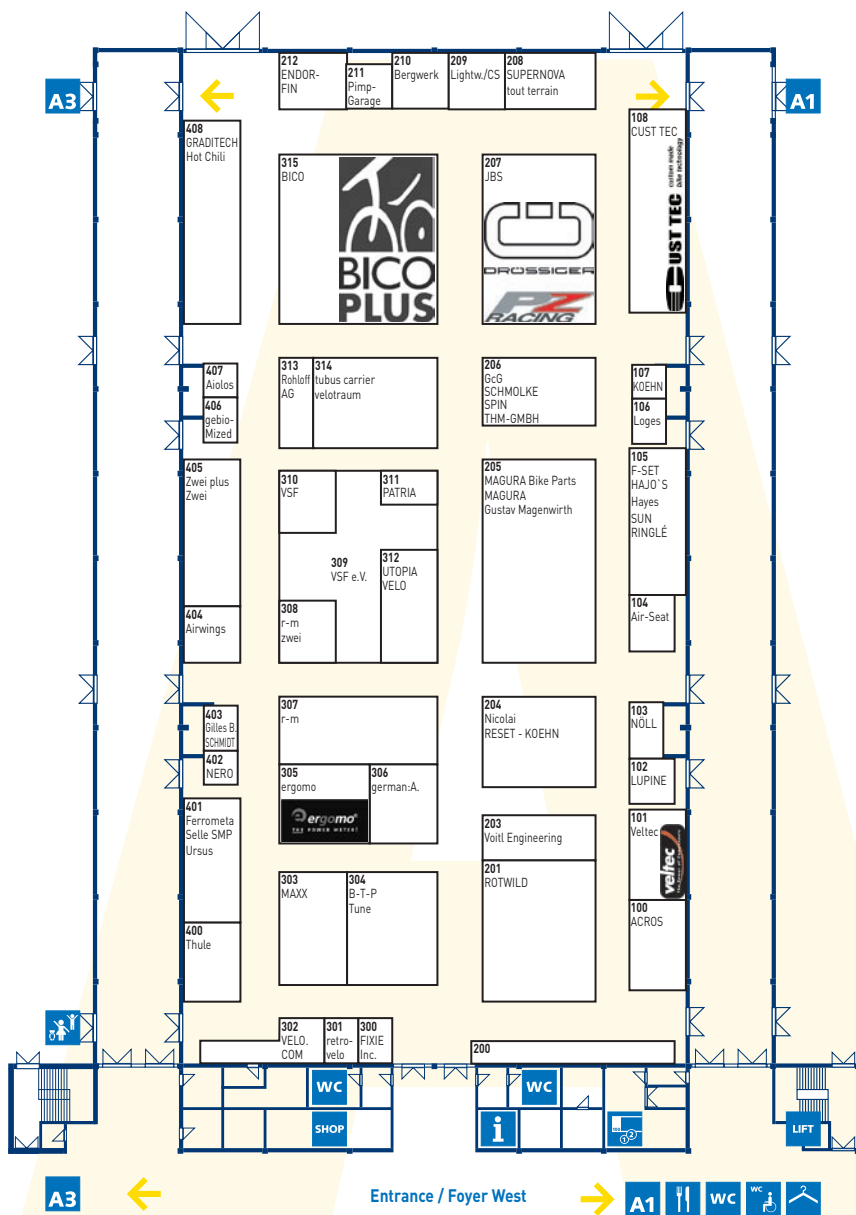 212
ENDOR-
FIN
211
Pimp-
Garage
210
Bergwerk
209
Lightw./CS
208
SUPERNOVA
tout terrain
A3
A1
408
GRADITECH
Hot Chili
315
BICO
BICO
PLUS
207
JBS
DRÖSSIGER
PZ
RACING
108
CUST TEC
CUST TEC
custom made
bike technology
407
Aiolos
406
gebio-
Mized
313
Rohloff
AG
314
tubus carrier
velotraum
206
GcG
SCHMOLKE
SPIN
THM-GMBH
107
KOEHN
106
Loges
405
Zwei plus
Zwei
404
Airwings
310
VSF
311
PATRIA
309
VSF e.V.
312
UTOPIA
VELO
308
r-m
zwei
205
MAGURA Bike Parts
MAGURA
Gustav Magenwirth
105
F-SET
HAJO`S
Hayes
SUN
RINGLÉ
104
Air-Seat
403
Gilles B.
SCHMIDT
402
NERO
307
r-m
305
ergomo
ergomo®
THE POWER METER!
306
german:A.
204
Nicolai
RESET - KOEHN
103
NÖLL
102
LUPINE
401
Ferrometa
Selle SMP
Ursus
400
Thule
303
MAXX
304
B-T-P
Tune
203
Voitl Engineering
201
ROTWILD
101
Veltec
veltec
100
ACROS
302
VELO.
COM
301
retro-
velo
300
FIXIE
Inc.
200
WC
WC
SHOP
i
100
1 2
LIFT
A3
Entrance / Foyer West
A1
WC
WC